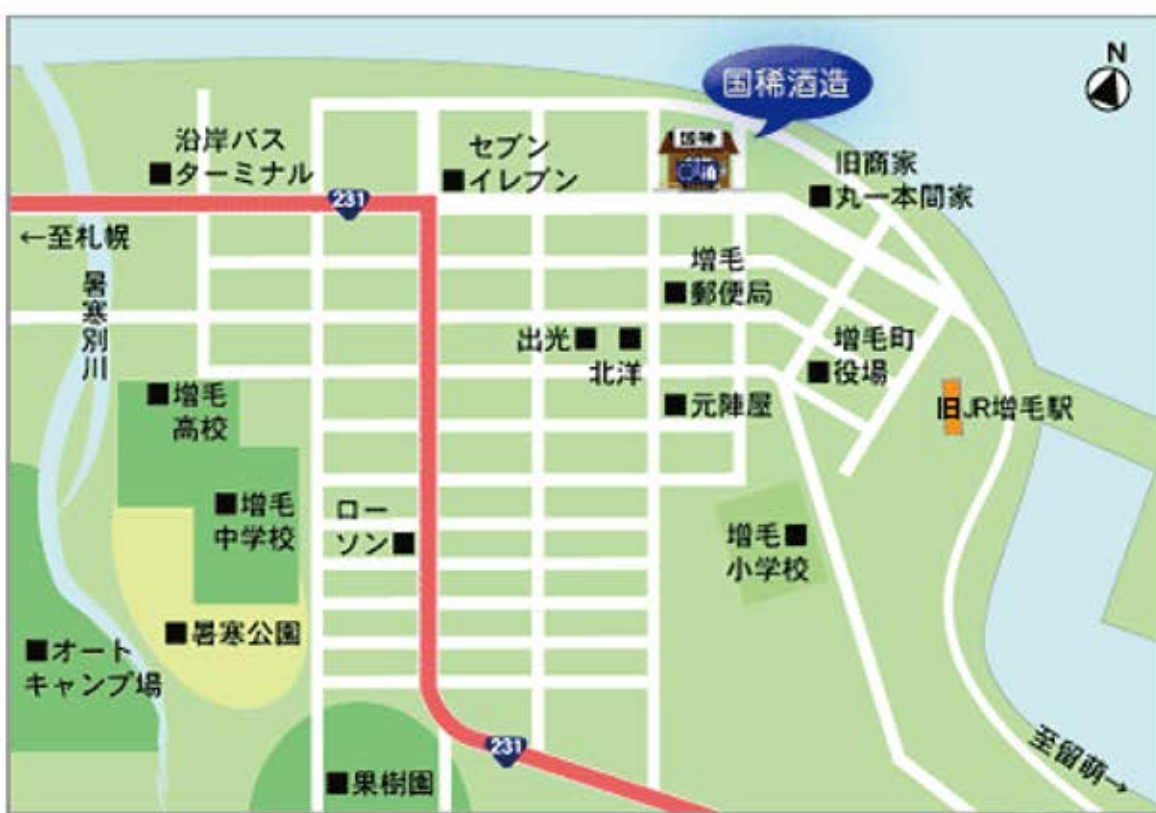 N
国稀酒造
国稀
沿岸バス
■ターミナル
セブン
■イレブン
旧商家
■丸一本間家
231
←至札幌
増毛
■郵便局
暑寒別川
出光■
■
北洋
増毛町
■役場
■増毛
高校
■元陣屋
旧JR増毛駅
■増毛
中学校
ロー
ソン■
増毛■
小学校
■暑寒公園
■オート
キャンプ場
231
至留萌→
■果樹園